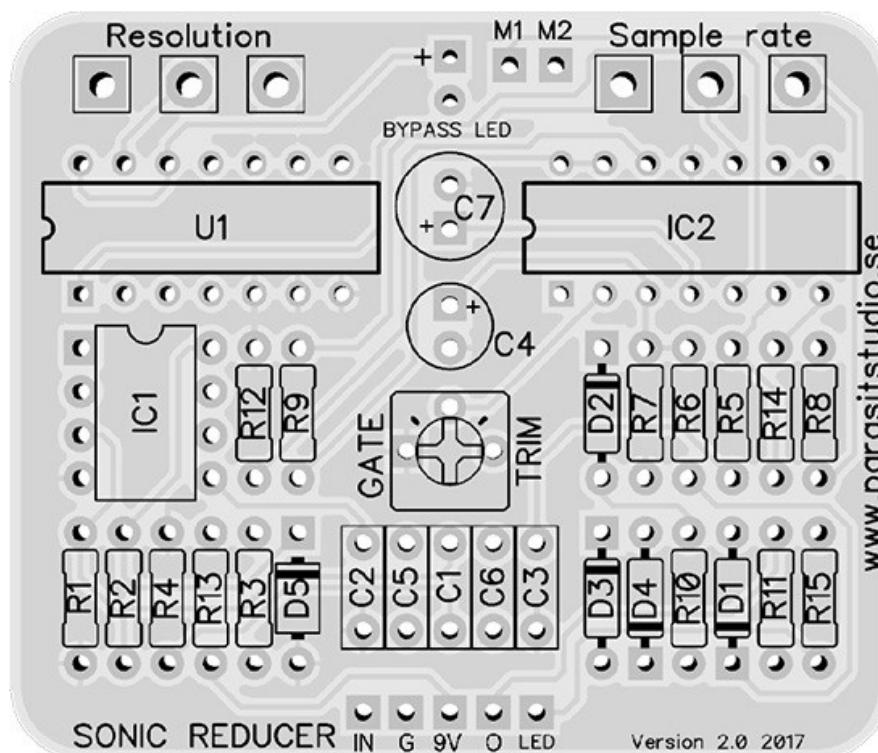 Resolution
M1 M2
Sample rate
+
BYPASS LED
U1
C7
+
IC2
+
C4
IC1
R12
R9
GATE
TRIM
D2
R7
R6
R5
R14
R8
www.parasitstudio.se
R1
R2
R4
R13
R3
D5
C2
C5
C1
C6
C3
D3
D4
R10
D1
R11
R15
SONIC REDUCER
IN G 9V O LED
Version 2.0 2017